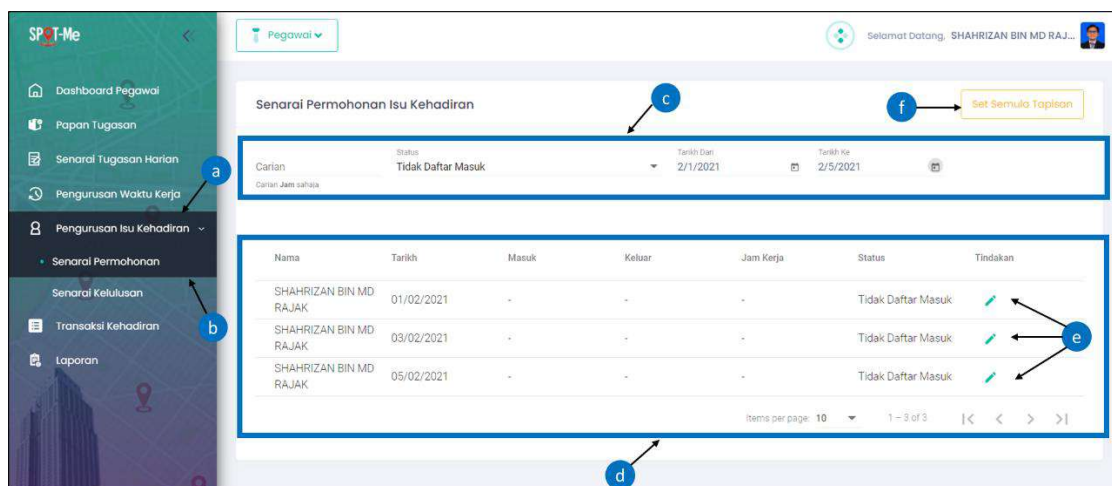 SPOT-Me
Pegawai
Selamat Datang, SHAHRIZAN BIN MD RAJ...
Dashboard Pegawai
Papan Tugasan
Senarai Tugasan Harian
Pengurusan Waktu Kerja
Pengurusan Isu Kehadiran
Senarai Permohonan
Senarai Kelulusan
Transaksi Kehadiran
Laporan
a
b
Senarai Permohonan Isu Kehadiran
c
f
Set Semula Tapisan
Carian
Carian Jam sahaja
Status
Tidak Daftar Masuk
Tarikh Dari
2/1/2021
Tarikh Ke
2/5/2021
Nama Tarikh Masuk Keluar Jam Kerja Status Tindakan
SHAHRIZAN BIN MD
RAJAK 01/02/2021 - - - Tidak Daftar Masuk
SHAHRIZAN BIN MD
RAJAK 03/02/2021 - - - Tidak Daftar Masuk
e
SHAHRIZAN BIN MD
RAJAK 05/02/2021 - - - Tidak Daftar Masuk
Items per page: 10 1 – 3 of 3
d